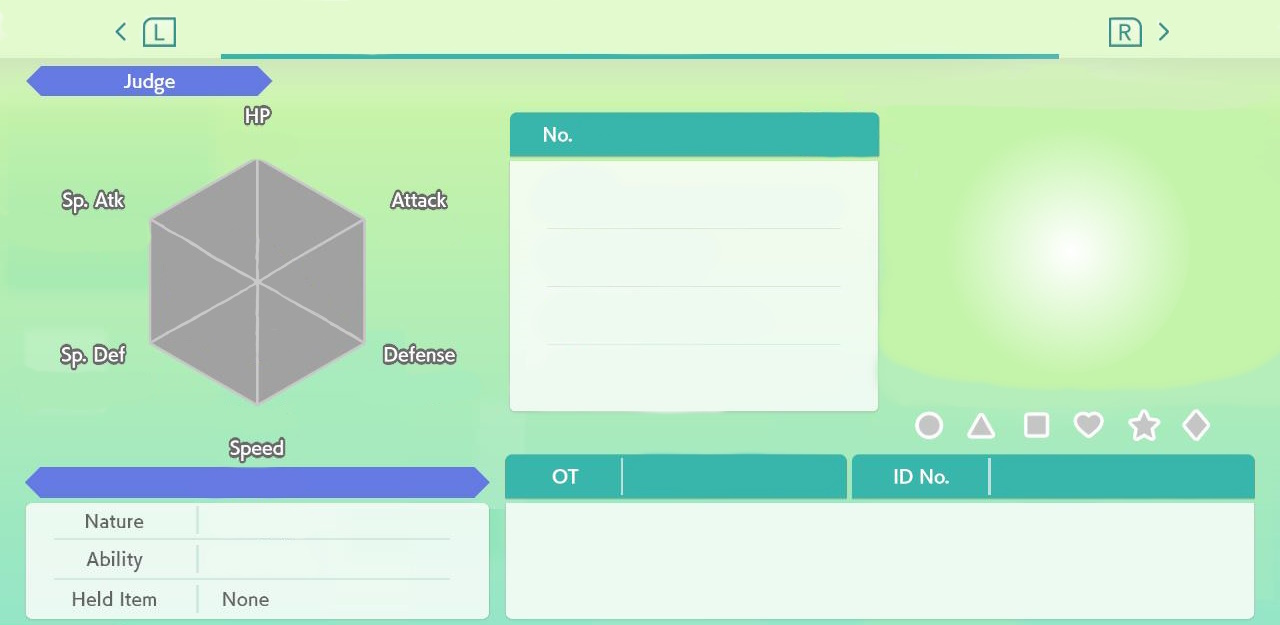 L
R
Judge
HP
Sp. Atk
Attack
Sp. Def
Defense
Speed
No.
OT
ID No.
Nature
Ability
Held Item None